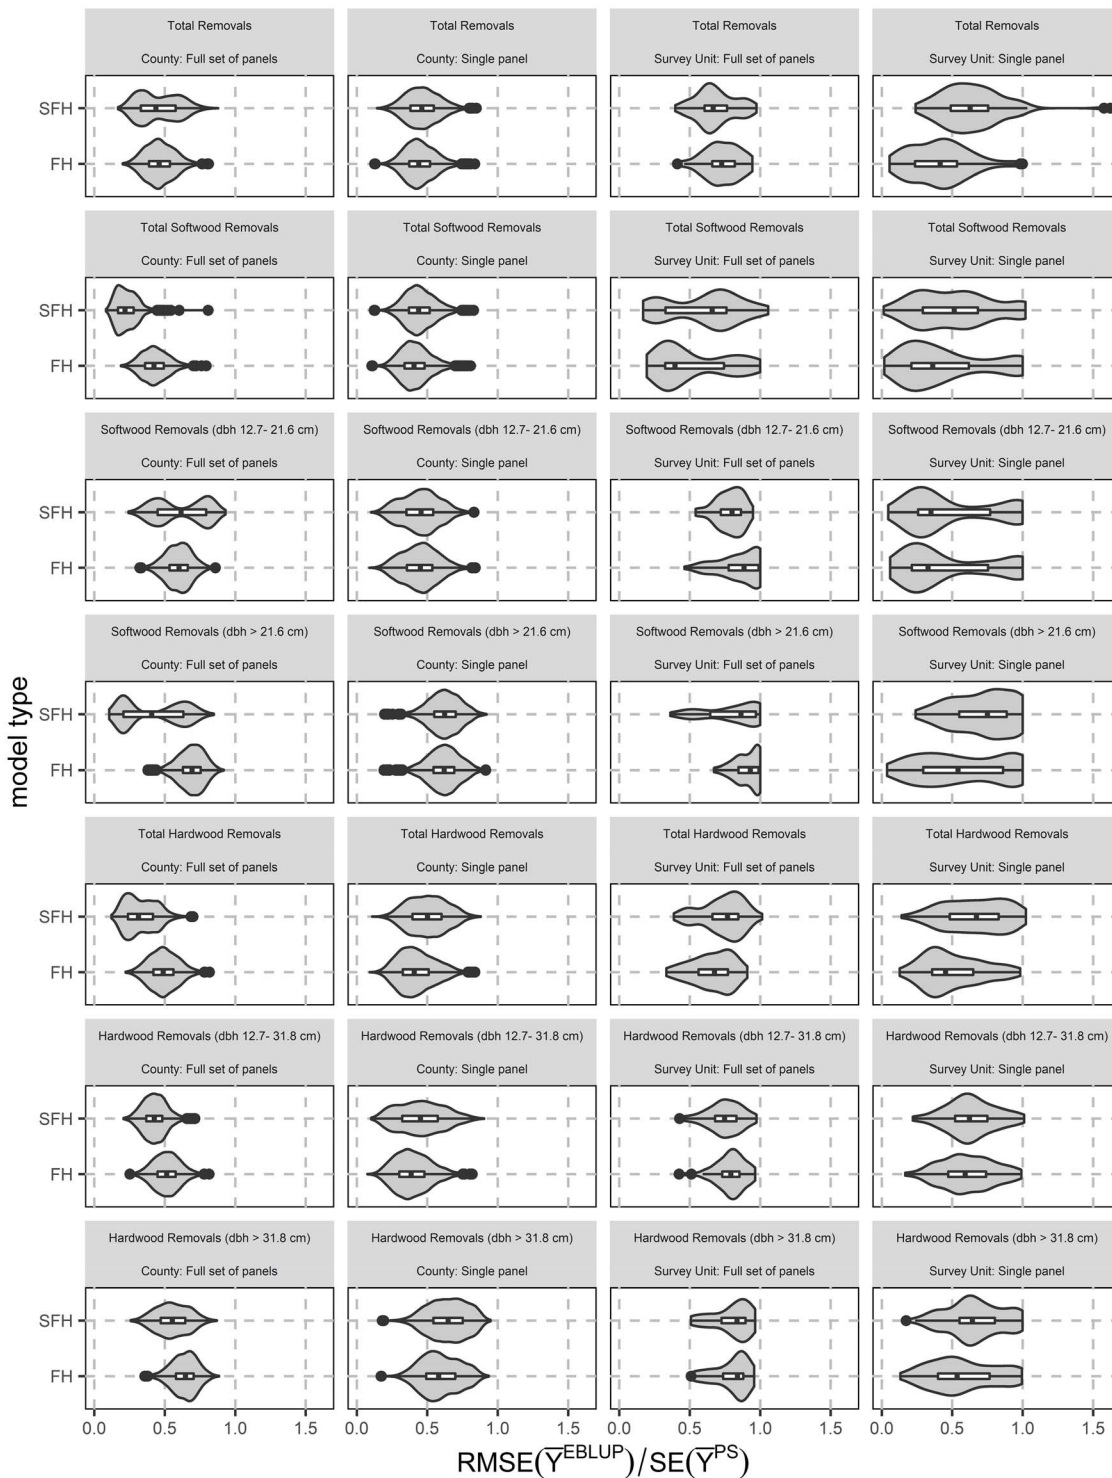 Total Removals
County: Full set of panels
Total Removals
County: Single panel
Total Removals
Survey Unit: Full set of panels
Total Removals
Survey Unit: Single panel
SFH
FH
Total Softwood Removals
County: Full set of panels
Total Softwood Removals
County: Single panel
Total Softwood Removals
Survey Unit: Full set of panels
Total Softwood Removals
Survey Unit: Single panel
SFH
FH
Softwood Removals (dbh 12.7- 21.6 cm)
County: Full set of panels
Softwood Removals (dbh 12.7- 21.6 cm)
County: Single panel
Softwood Removals (dbh 12.7- 21.6 cm)
Survey Unit: Full set of panels
Softwood Removals (dbh 12.7- 21.6 cm)
Survey Unit: Single panel
SFH
FH
Softwood Removals (dbh > 21.6 cm)
County: Full set of panels
Softwood Removals (dbh > 21.6 cm)
County: Single panel
Softwood Removals (dbh > 21.6 cm)
Survey Unit: Full set of panels
Softwood Removals (dbh > 21.6 cm)
Survey Unit: Single panel
SFH
FH
model type
Total Hardwood Removals
County: Full set of panels
Total Hardwood Removals
County: Single panel
Total Hardwood Removals
Survey Unit: Full set of panels
Total Hardwood Removals
Survey Unit: Single panel
SFH
FH
Hardwood Removals (dbh 12.7- 31.8 cm)
County: Full set of panels
Hardwood Removals (dbh 12.7- 31.8 cm)
County: Single panel
Hardwood Removals (dbh 12.7- 31.8 cm)
Survey Unit: Full set of panels
Hardwood Removals (dbh 12.7- 31.8 cm)
Survey Unit: Single panel
SFH
FH
Hardwood Removals (dbh > 31.8 cm)
County: Full set of panels
Hardwood Removals (dbh > 31.8 cm)
County: Single panel
Hardwood Removals (dbh > 31.8 cm)
Survey Unit: Full set of panels
Hardwood Removals (dbh > 31.8 cm)
Survey Unit: Single panel
SFH
FH
0.0 0.5 1.0 1.5 0.0 0.5 1.0 1.5 0.0 0.5 1.0 1.5 0.0 0.5 1.0 1.5
RMSE(Y̅^EBLUP)/SE(Y̅^PS)